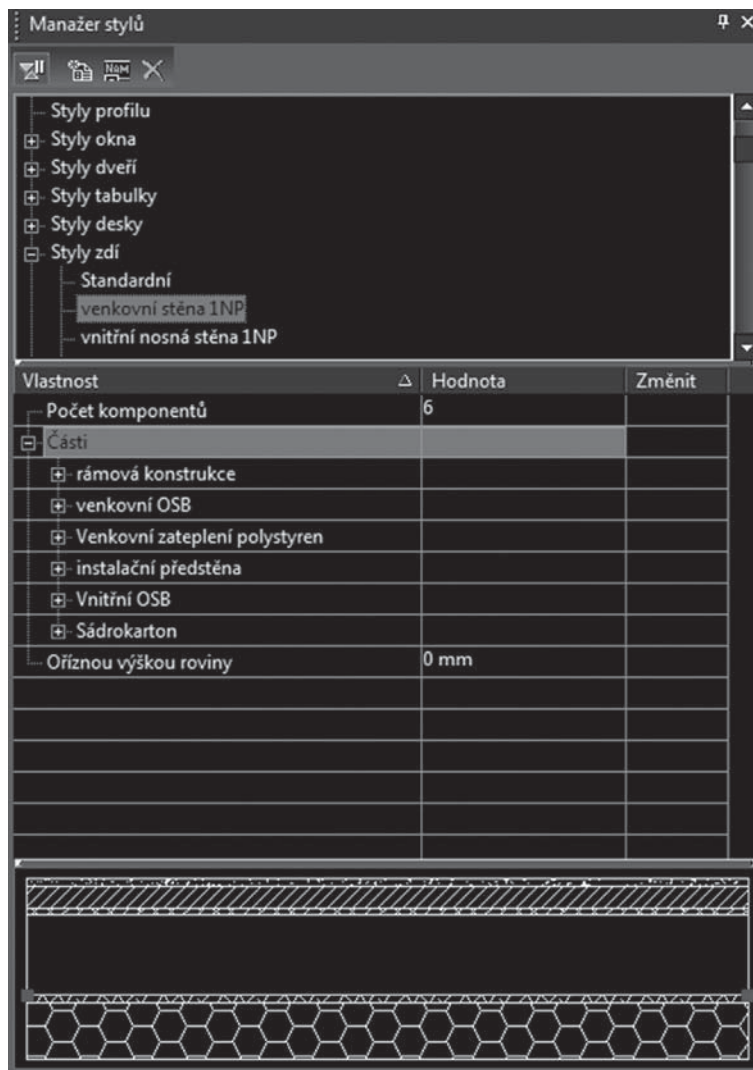 Manažer stylů
NAM
Styly profilu
Styly okna
Styly dveří
Styly tabulky
Styly desky
Styly zdí
Standardní
venkovní stěna 1NP
vnitřní nosná stěna 1NP
Vlastnost Hodnota Změnit
Počet komponentů 6
Části
rámová konstrukce
venkovní OSB
Venkovní zateplení polystyren
instalační předstěna
Vnitřní OSB
Sádrokarton
Oříznou výškou roviny 0 mm